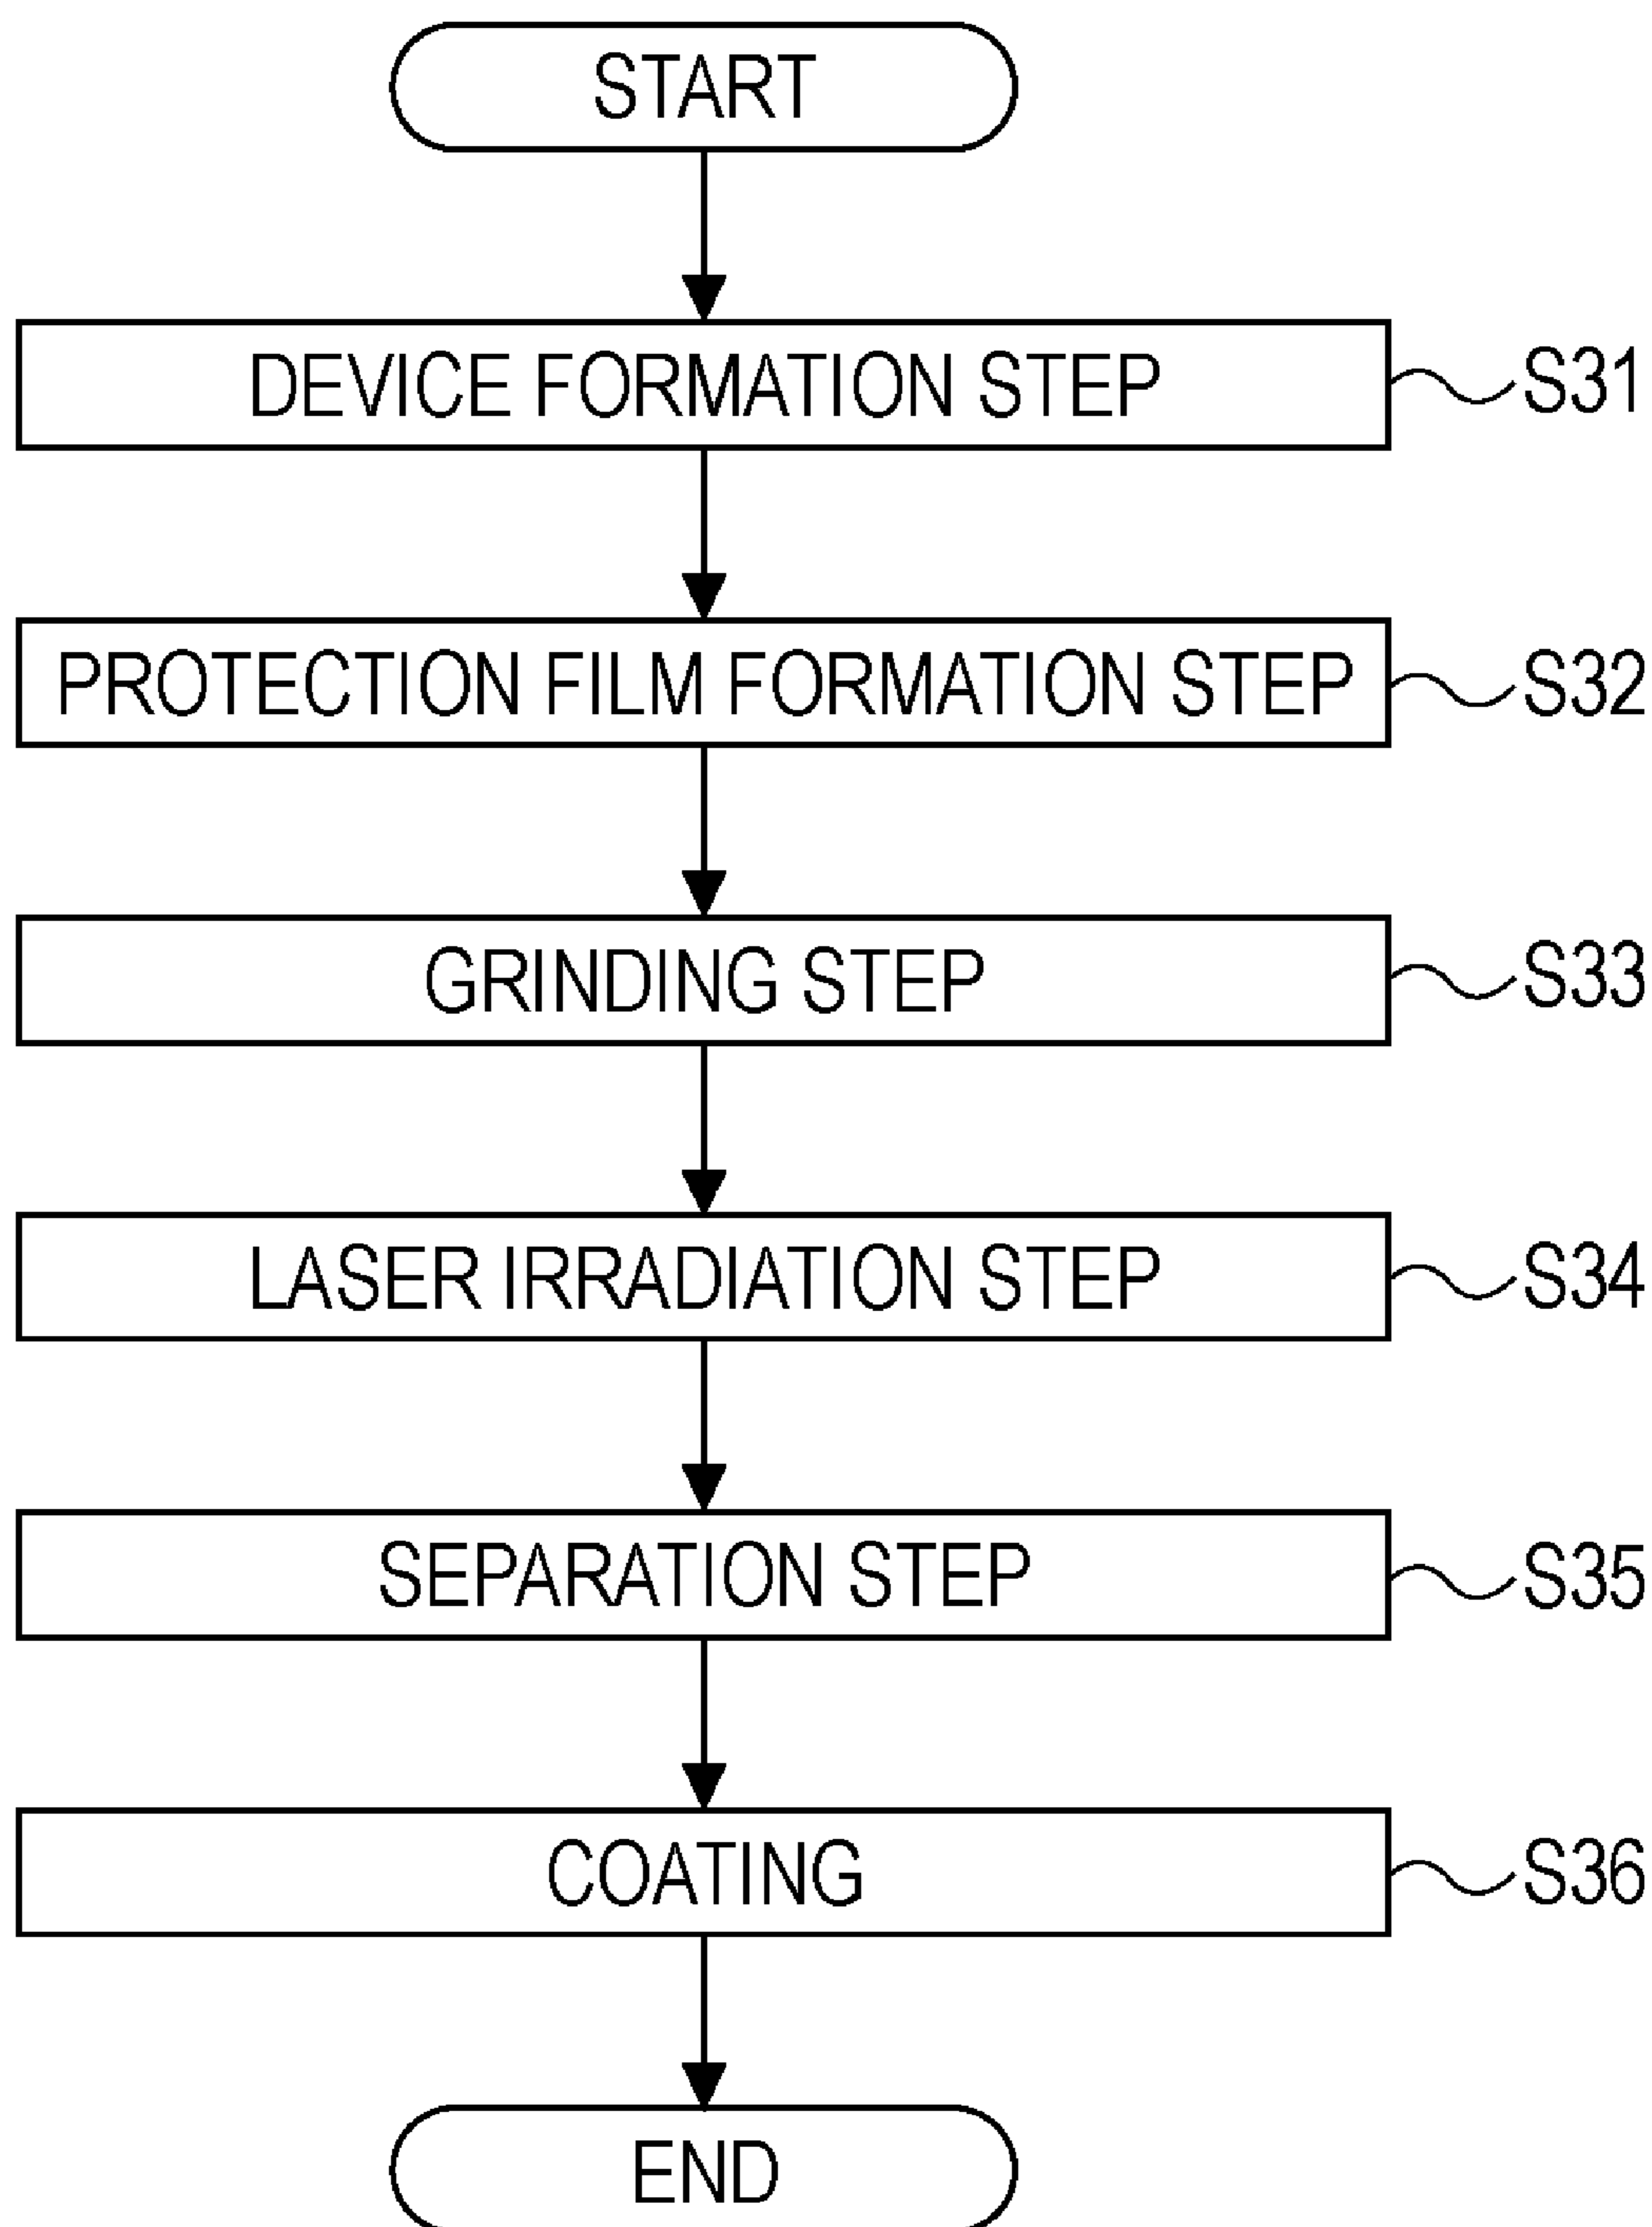 START
DEVICE FORMATION STEP
S31
PROTECTION FILM FORMATION STEP
S32
GRINDING STEP
S33
LASER IRRADIATION STEP
S34
SEPARATION STEP
S35
COATING
S36
END